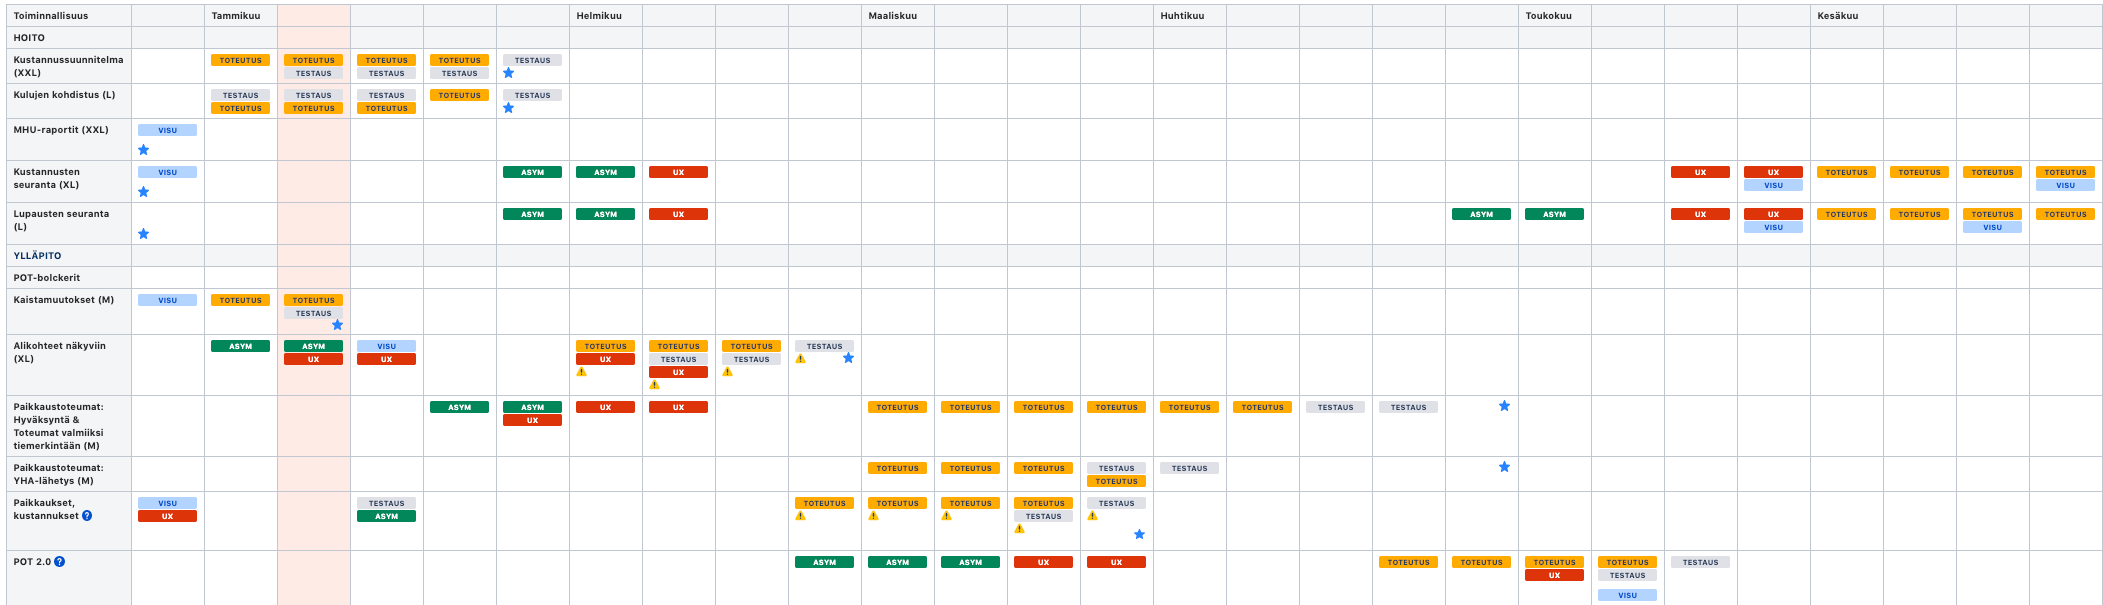 Toiminnallisuus Tammikuu Helmikuu Maaliskuu Huhtikuu Toukokuu Kesäkuu
HOITO
Kustannussuunnitelma TOTEUTUS TOTEUTUS TOTEUTUS TOTEUTUS TESTAUS
(XXL) TESTAUS TESTAUS TESTAUS
Kulujen kohdistus (L) TESTAUS TESTAUS TESTAUS TOTEUTUS TESTAUS
TOTEUTUS TOTEUTUS TOTEUTUS
MHU-raportit (XXL) VISU
Kustannusten VISU ASYM ASYM UX UX UX TOTEUTUS TOTEUTUS TOTEUTUS TOTEUTUS
seuranta (XL) VISU VISU
Lupausten seuranta ASYM ASYM UX ASYM ASYM UX UX TOTEUTUS TOTEUTUS TOTEUTUS TOTEUTUS
(L) VISU VISU
YLLÄPITO
POT-bolckerit
Kaistamuutokset (M) VISU TOTEUTUS TOTEUTUS
TESTAUS
Alikohteet näkyviin ASYM ASYM VISU TOTEUTUS TOTEUTUS TOTEUTUS TESTAUS
(XL) UX UX UX TESTAUS TESTAUS
UX
Paikkaustoteumat: ASYM ASYM UX UX TOTEUTUS TOTEUTUS TOTEUTUS TOTEUTUS TOTEUTUS TOTEUTUS TESTAUS TESTAUS
Hyväksyntä & UX
Toteumat valmiiksi
tiemerkintään (M)
Paikkaustoteumat: TOTEUTUS TOTEUTUS TOTEUTUS TESTAUS TESTAUS
YHA-lähetys (M) TOTEUTUS
Paikkaukset, VISU TESTAUS TOTEUTUS TOTEUTUS TOTEUTUS TOTEUTUS TESTAUS
kustannukset UX ASYM TESTAUS
POT 2.0 ASYM ASYM ASYM UX UX TOTEUTUS TOTEUTUS TOTEUTUS TOTEUTUS TESTAUS
UX TESTAUS
VISU